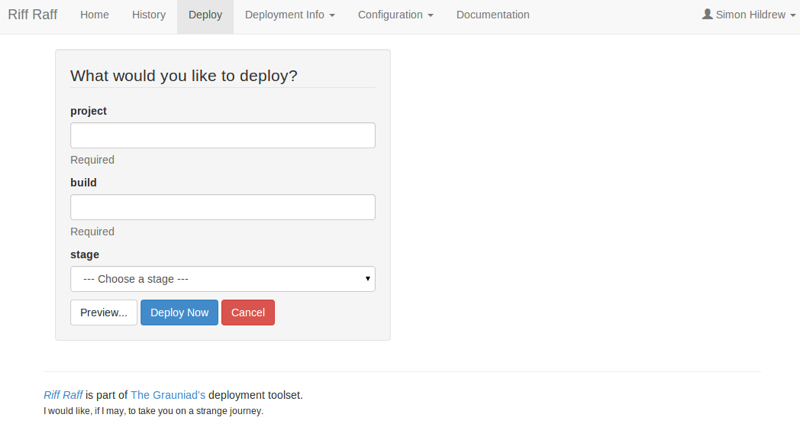 Riff Raff Home History Deploy Deployment Info Configuration Documentation Simon Hildrew
What would you like to deploy?
project
Required
build
Required
stage
--- Choose a stage ---
Preview... Deploy Now Cancel
Riff Raff is part of The Grauniad's deployment toolset.
I would like, if I may, to take you on a strange journey.